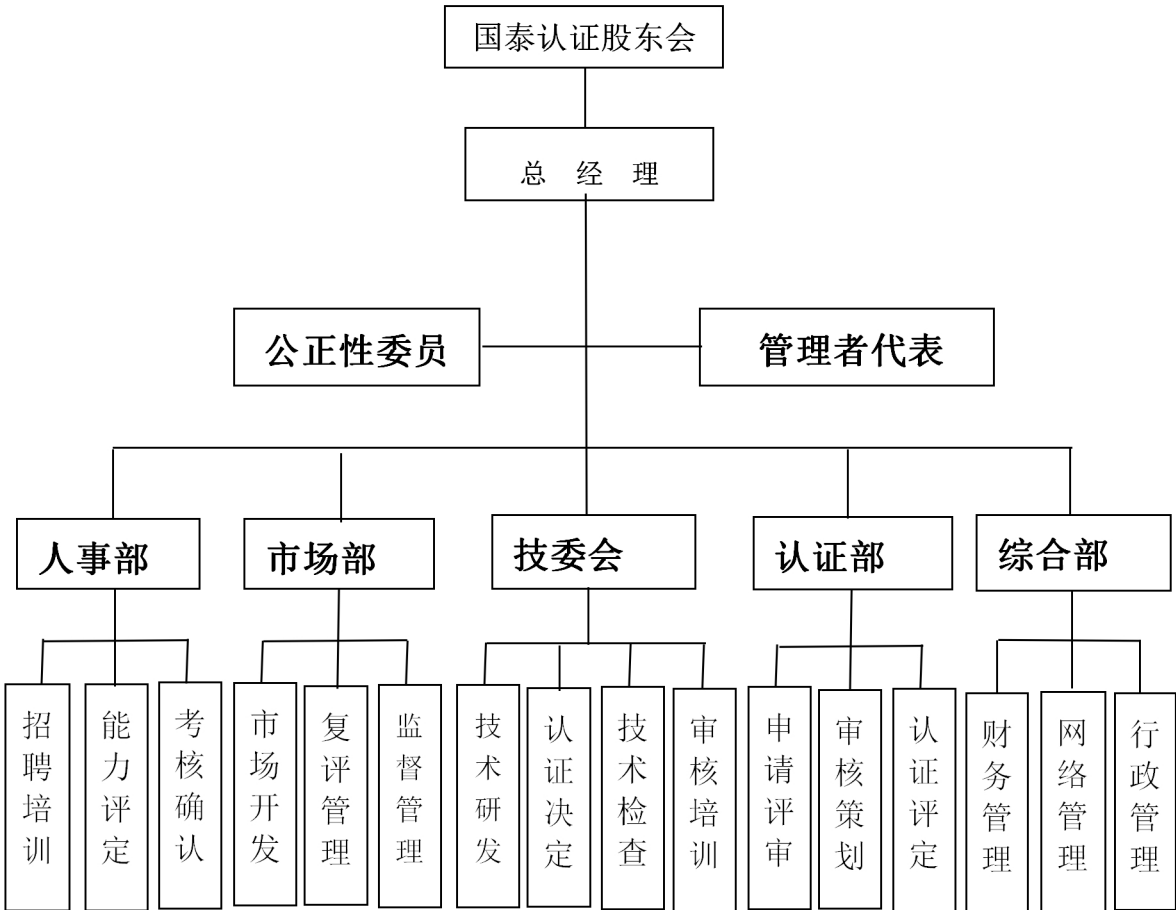 国泰认证股东会
总 经 理
公正性委员
管理者代表
人事部
市场部
技委会
认证部
综合部
招聘培训
能力评定
考核确认
市场开发
复评管理
监督管理
技术研发
认证决定
技术检查
审核培训
申请评审
审核策划
认证评定
财务管理
网络管理
行政管理